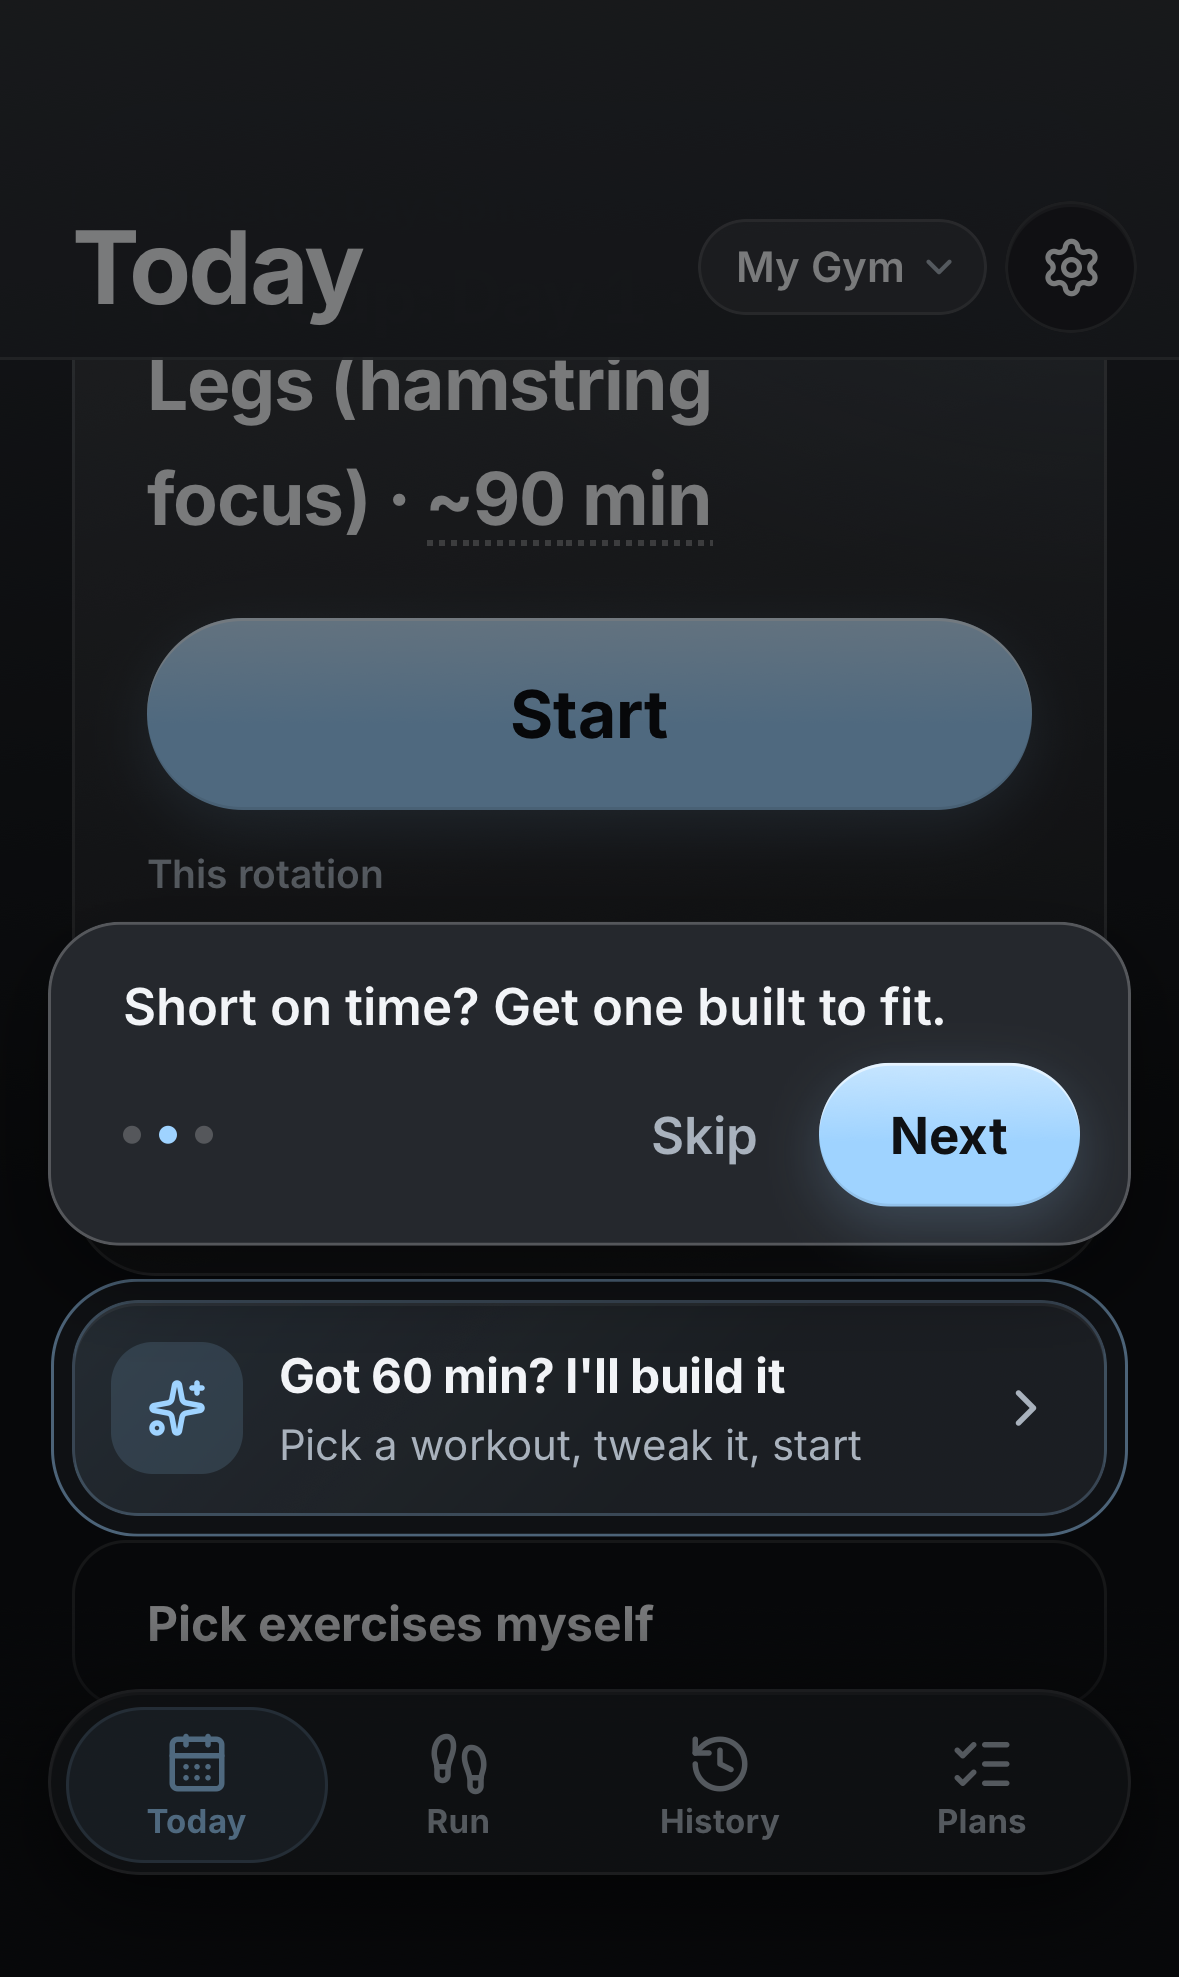 Today
My Gym
Legs (hamstring
focus) · ~90 min
Start
This rotation
Short on time? Get one built to fit.
Skip
Next
Got 60 min? I'll build it
Pick a workout, tweak it, start
Pick exercises myself
Today
Run
History
Plans